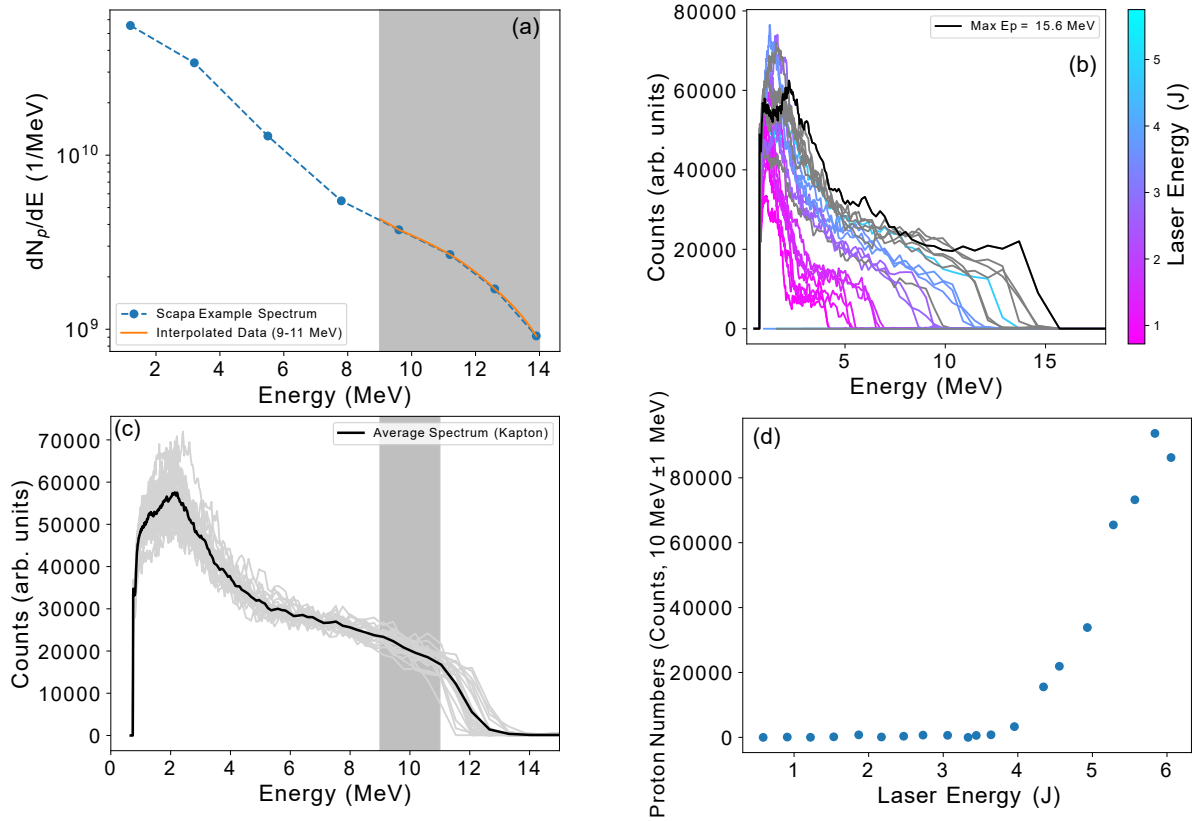 (a)
10^10
10^9
dN_p/dE (1/MeV)
Scapa Example Spectrum
Interpolated Data (9-11 MeV)
2 4 6 8 10 12 14
Energy (MeV)
80000
70000
60000
40000
20000
0
Counts (arb. units)
Max Ep = 15.6 MeV
(b)
5 10 15
Energy (MeV)
5
4
3
2
1
Laser Energy (J)
(c)
Average Spectrum (Kapton)
70000
60000
50000
40000
30000
20000
10000
0
Counts (arb. units)
0 2 4 6 8 10 12 14
Energy (MeV)
(d)
80000
60000
40000
20000
0
Proton Numbers (Counts, 10 MeV ±1 MeV)
1 2 3 4 5 6
Laser Energy (J)